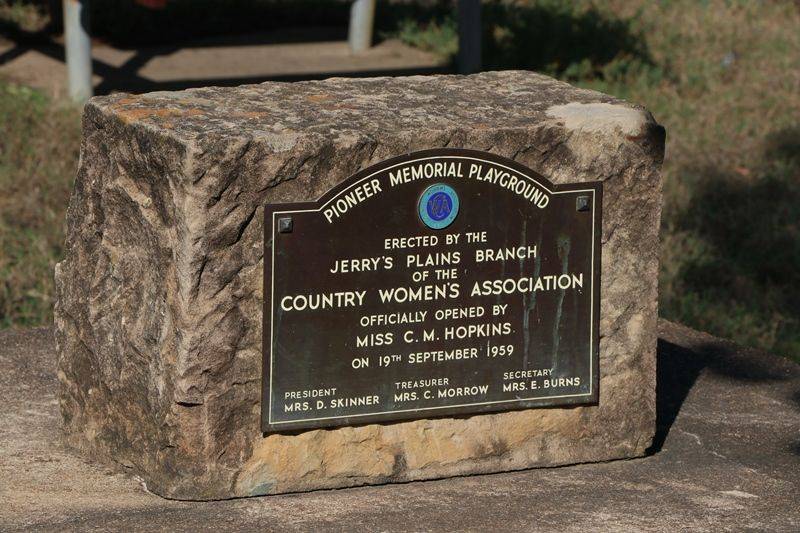 PIONEER MEMORIAL PLAYGROUND
ERECTED BY THE
JERRY'S PLAINS BRANCH
OF THE
COUNTRY WOMEN'S ASSOCIATION
OFFICIALLY OPENED BY
MISS C. M. HOPKINS
ON 19TH SEPTEMBER 1959
PRESIDENT TREASURER SECRETARY
MRS. D. SKINNER MRS. C. MORROW MRS. E. BURNS